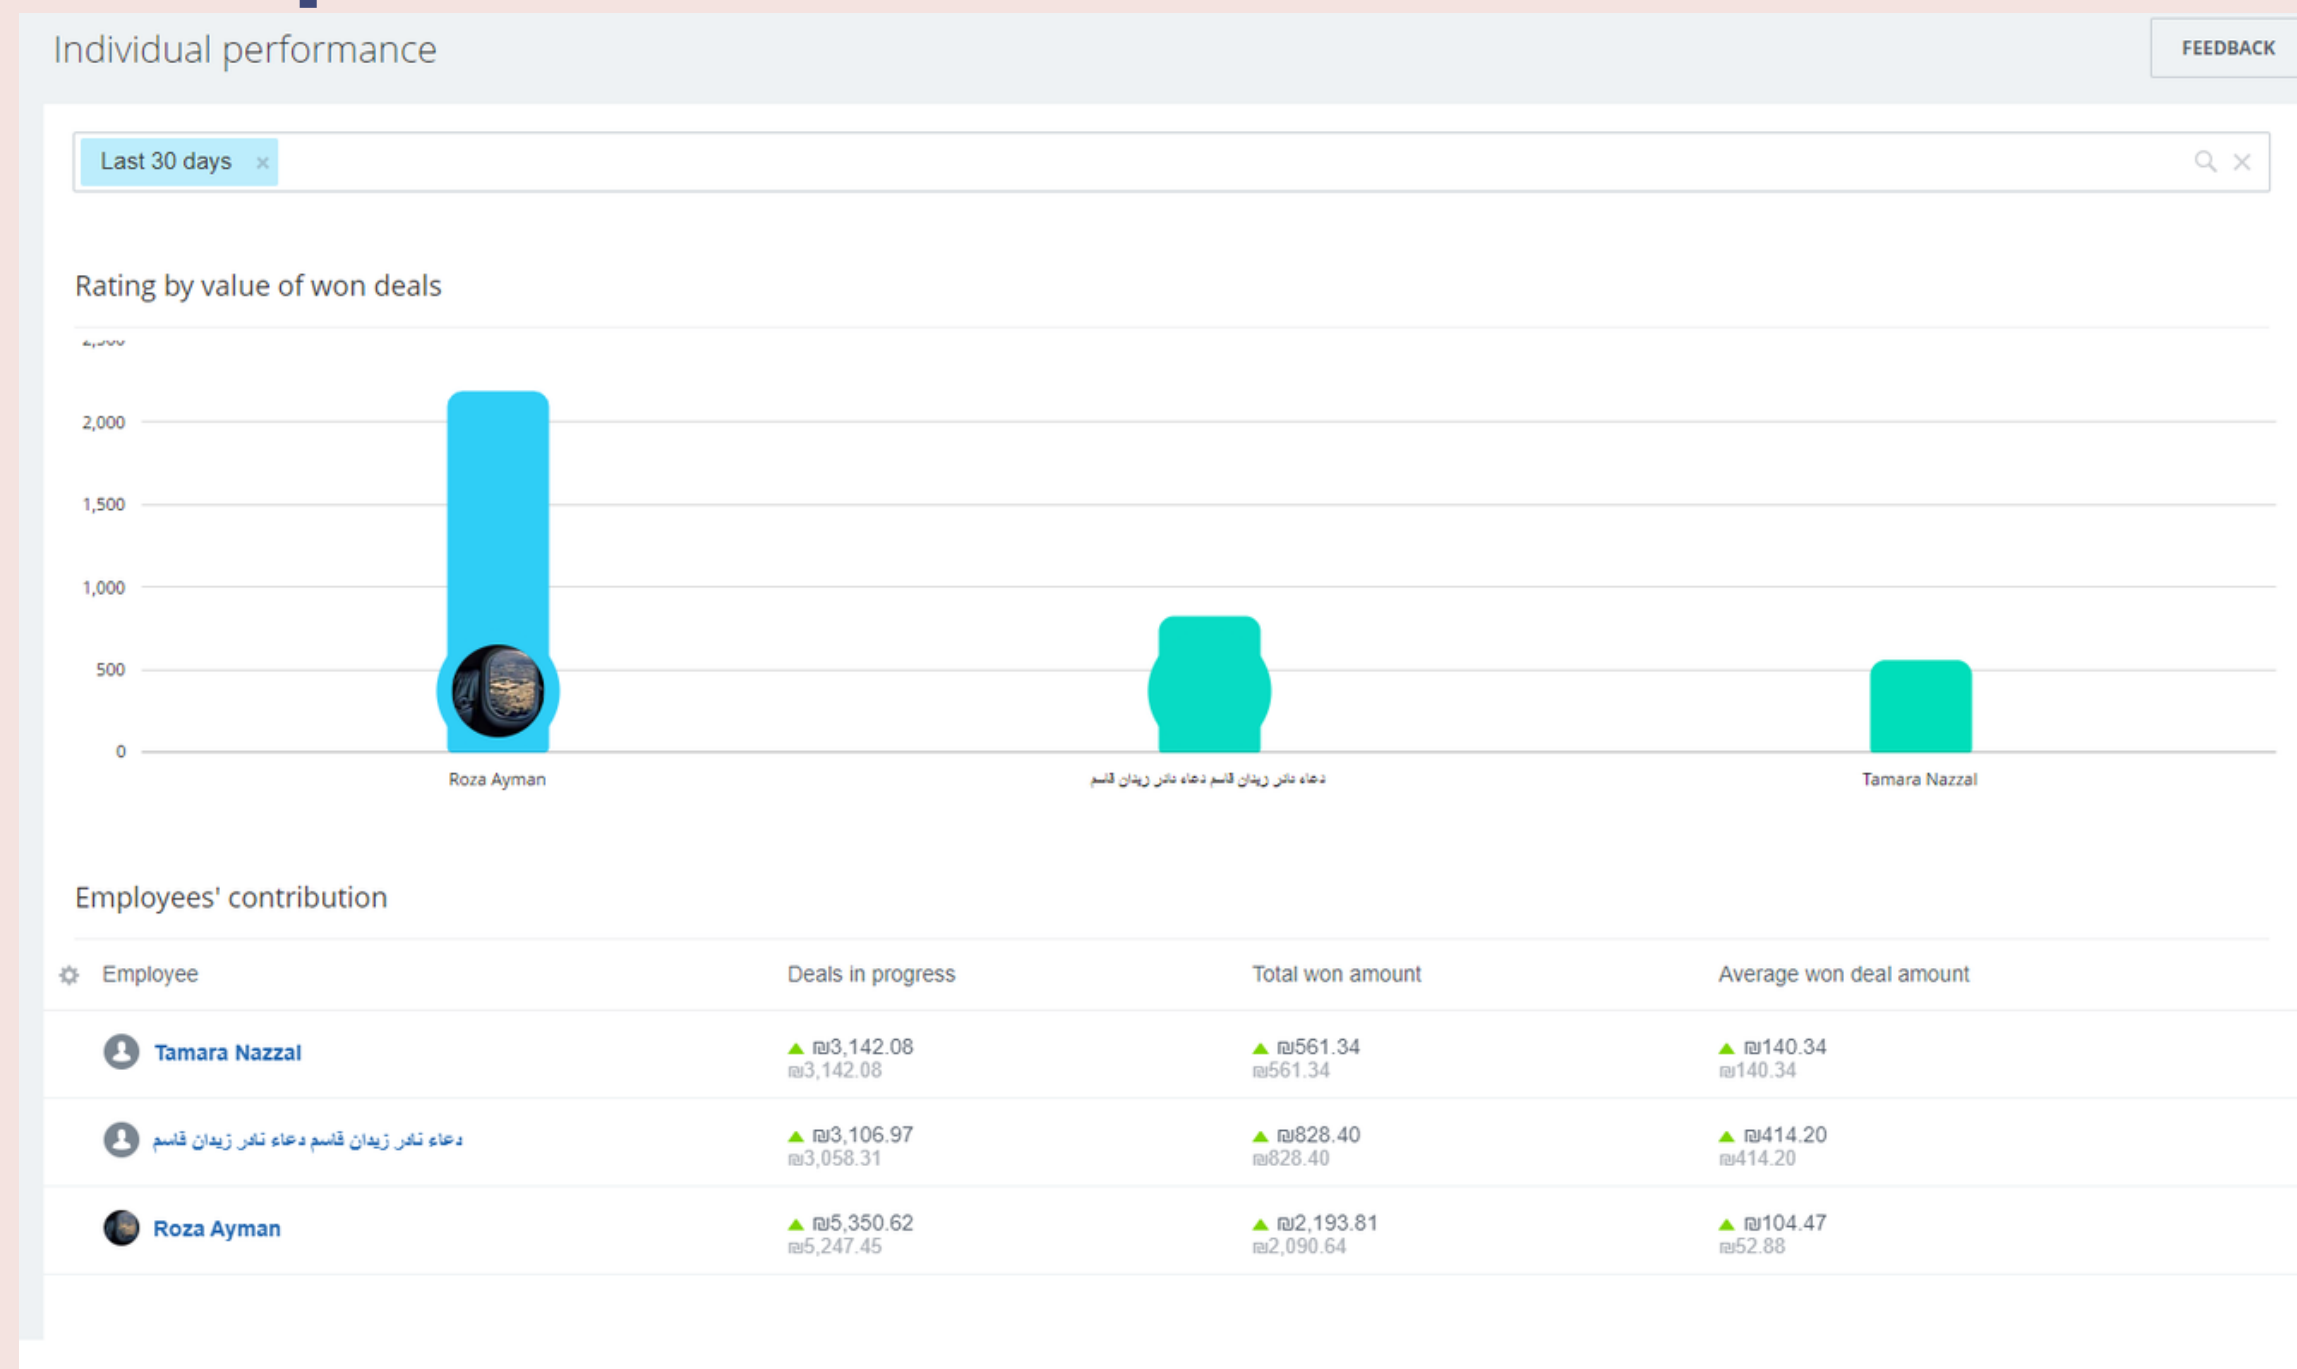 Individual performance
FEEDBACK
Last 30 days
Rating by value of won deals
2,500
2,000
1,500
1,000
500
0
Roza Ayman
دعاء نادر زيدان قاسم دعاء نادر زيدان قاسم
Tamara Nazzal
Employees' contribution
Employee Deals in progress Total won amount Average won deal amount
Tamara Nazzal ₪3,142.08 ₪561.34 ₪140.34
₪3,142.08 ₪561.34 ₪140.34
دعاء نادر زيدان قاسم دعاء نادر زيدان قاسم ₪3,106.97 ₪828.40 ₪414.20
₪3,058.31 ₪828.40 ₪414.20
Roza Ayman ₪5,350.62 ₪2,193.81 ₪104.47
₪5,247.45 ₪2,090.64 ₪52.88